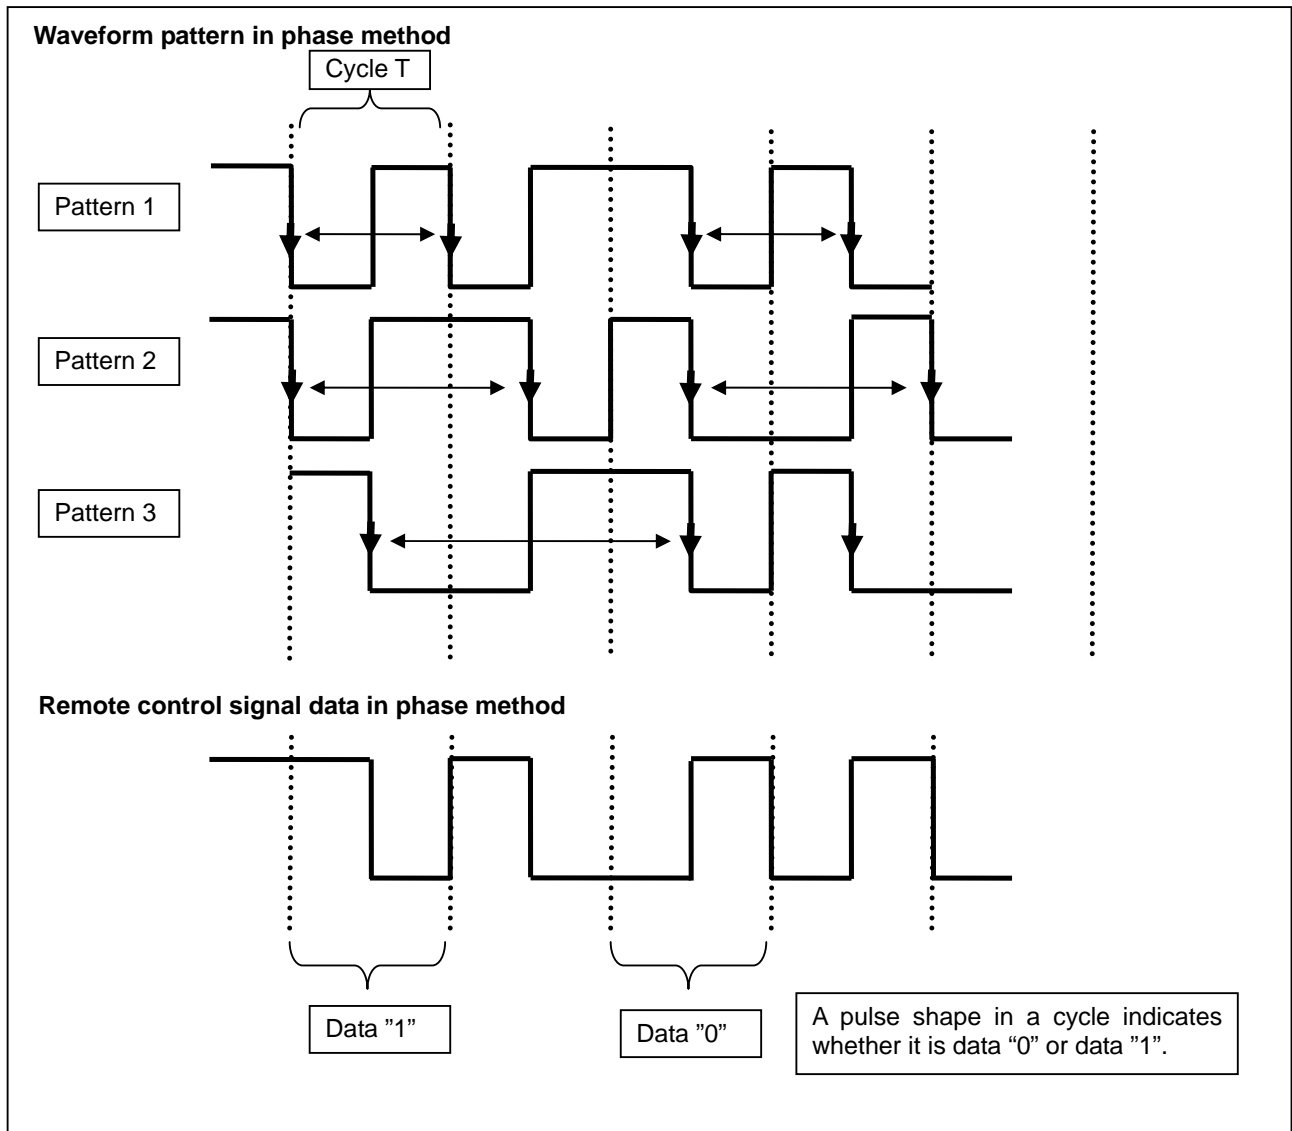 Waveform pattern in phase method
Cycle T
Pattern 1
Pattern 2
Pattern 3
Remote control signal data in phase method
Data ”1”
Data ”0”
A pulse shape in a cycle indicates
whether it is data “0” or data ”1”.